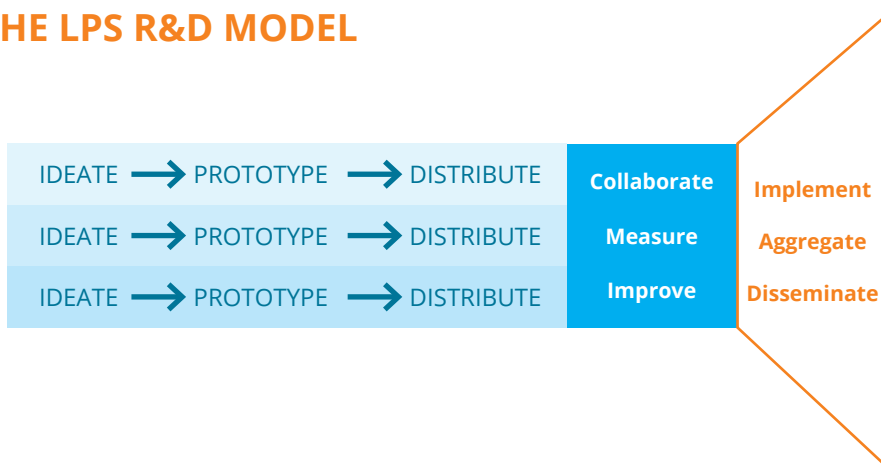 HE LPS R&D MODEL
IDEATE PROTOTYPE DISTRIBUTE
IDEATE PROTOTYPE DISTRIBUTE
IDEATE PROTOTYPE DISTRIBUTE
Collaborate
Measure
Improve
Implement
Aggregate
Disseminate